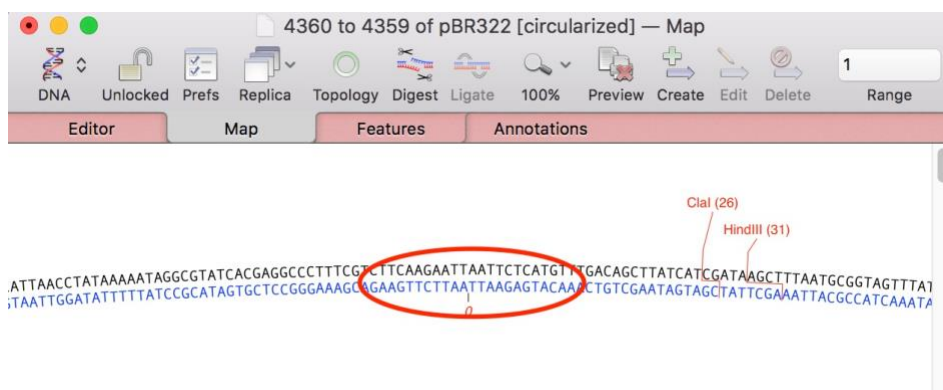 4360 to 4359 of pBR322 [circularized] — Map
1
DNA Unlocked Prefs Replica Topology Digest Ligate 100% Preview Create Edit Delete Range
Editor Map Features Annotations
ClaI (26)
HindIII (31)
ATTAACCTATAAAAATAGGCGTATCACGAGGCCCTTTCGTCTTCAAGAATTAATTCTCATGTTTGACAGCTTATCATCGATAAGCTTTAATGCGGTAGTTTAT
GTAATTGGATATTTTTATCCGCATAGTGCTCCGGGAAAGCAGAAGTTCTTAATTAAGAGTACAAACTGTCGAATAGTAGCTATTCGAAATTACGCCATCAAATA
0